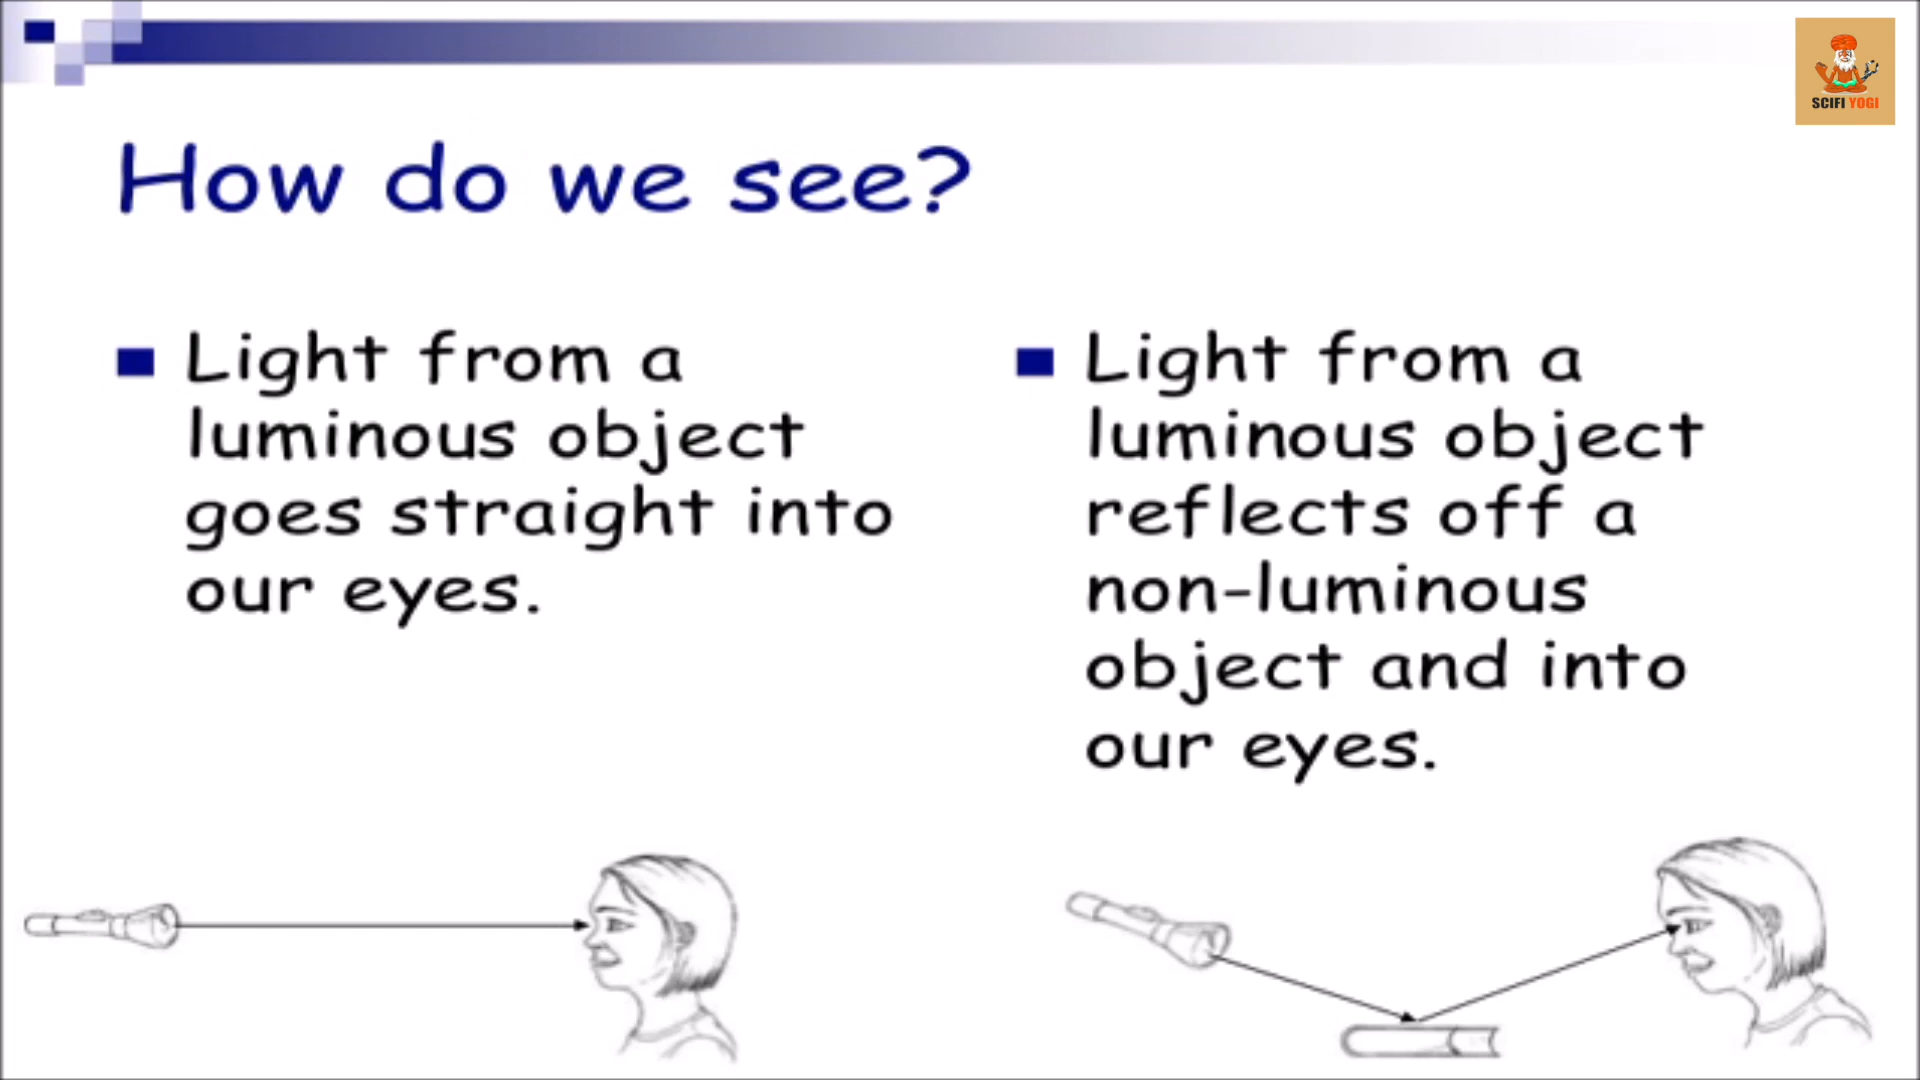 SCIFI YOGI
How do we see?
Light from a
luminous object
goes straight into
our eyes.
Light from a
luminous object
reflects off a
non-luminous
object and into
our eyes.